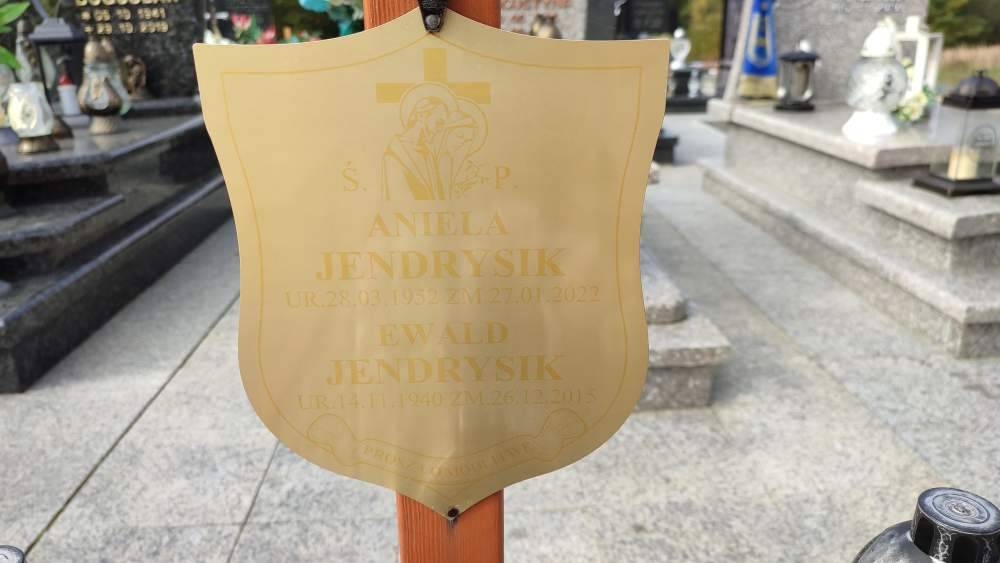 Ś. P.
ANIELA
JENDRYSIK
UR.28.03.1952 ZM.27.01.2022
EWALD
JENDRYSIK
UR.14.11.1940 ZM.26.12.2015